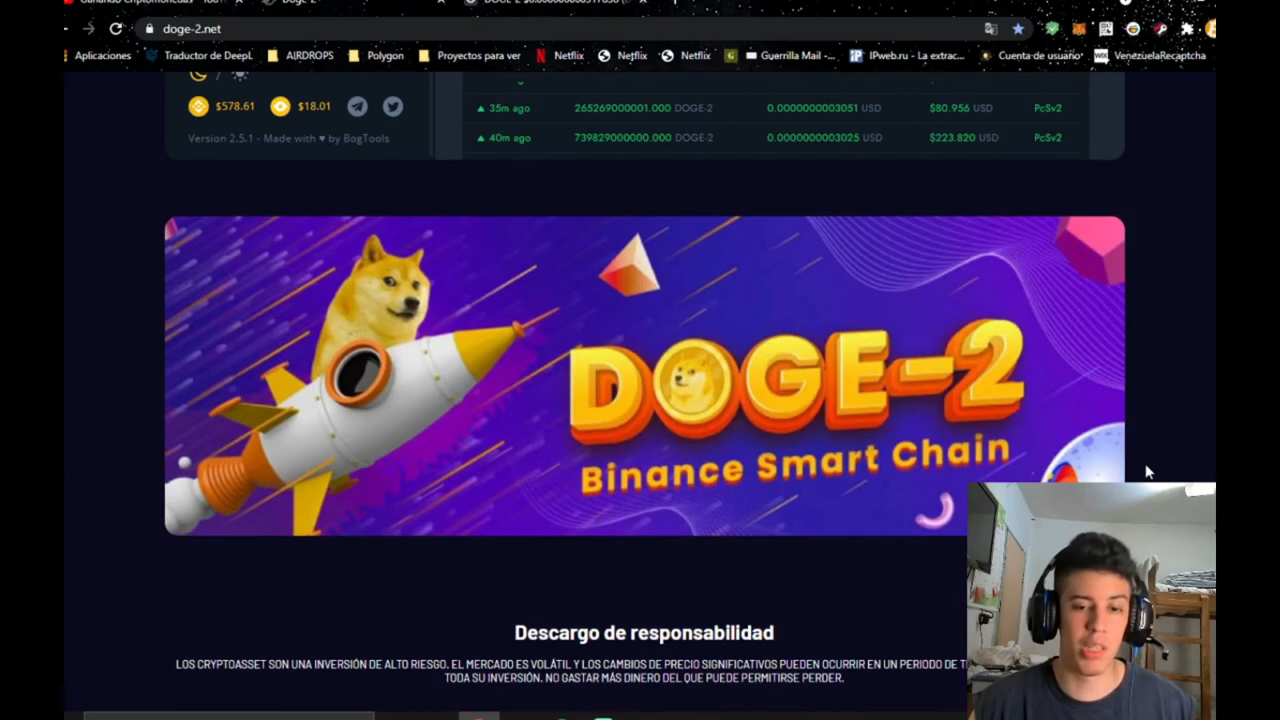 doge-2.net
Aplicaciones Traductor de DeepL AIRDROPS Polygon Proyectos para ver Netflix Netflix Netflix G Guerrilla Mail -... IP IPweb.ru - La extrac... Cuenta de usuario WIX VenezuelaRecaptcha
$578.61 $18.01
Version 2.5.1 - Made with ♥ by BogTools
▲ 35m ago 265269000001.000 DOGE-2 0.0000000003051 USD $80.956 USD PcSv2
▲ 40m ago 739829000000.000 DOGE-2 0.0000000003025 USD $223.820 USD PcSv2
DOGE-2
Binance Smart Chain
Descargo de responsabilidad
LOS CRYPTOASSET SON UNA INVERSIÓN DE ALTO RIESGO. EL MERCADO ES VOLÁTIL Y LOS CAMBIOS DE PRECIO SIGNIFICATIVOS PUEDEN OCURRIR EN UN PERIODO DE
TODA SU INVERSIÓN. NO GASTAR MÁS DINERO DEL QUE PUEDE PERMITIRSE PERDER.